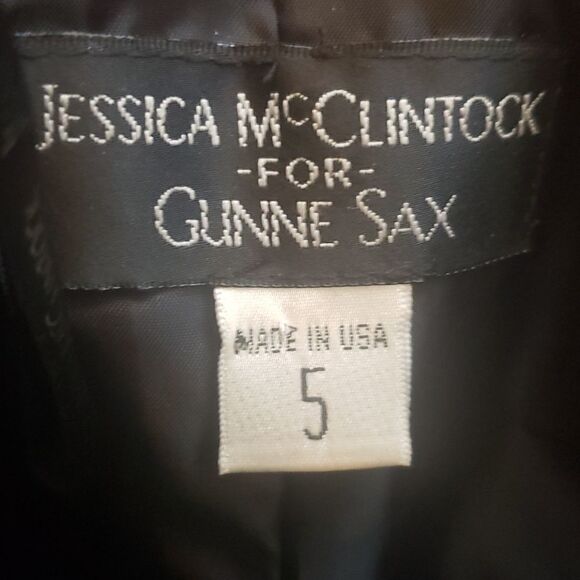 JESSICA MCCLINTOCK
-FOR-
GUNNE SAX
MADE IN USA
5